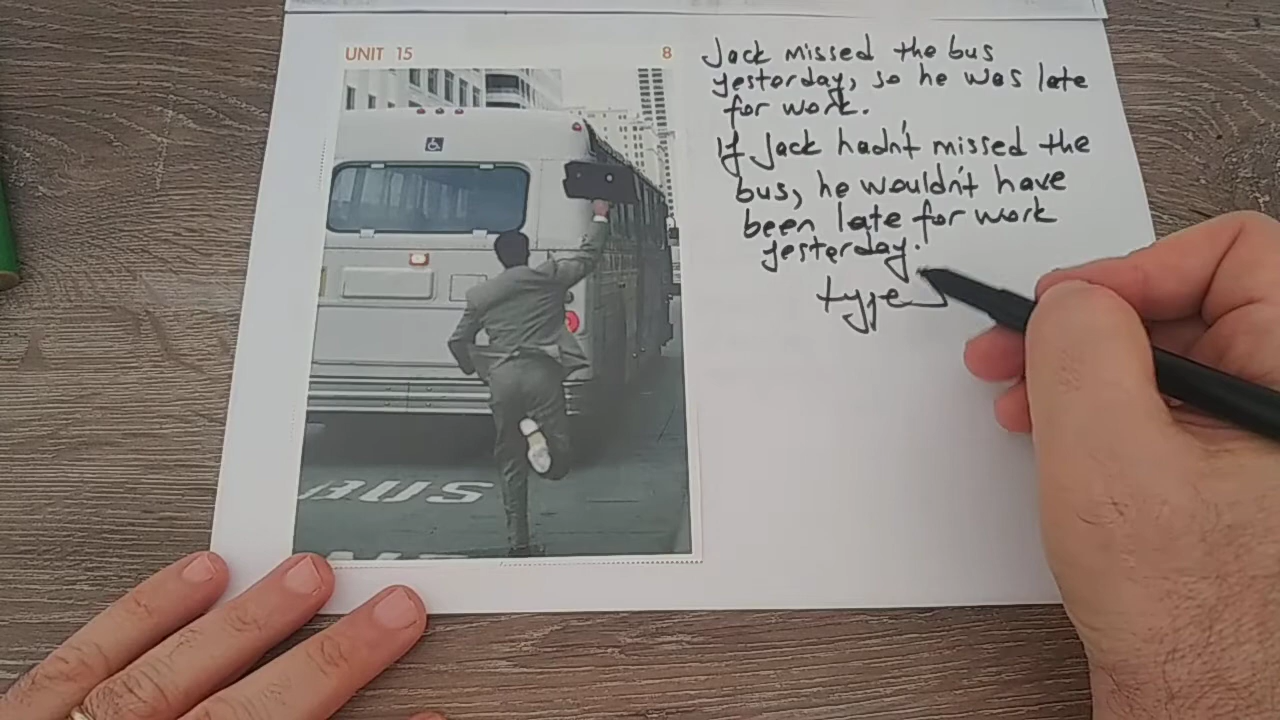 UNIT 15
8
BUS
Jack missed the bus
yesterday, so he was late
for work.
If Jack hadn't missed the
bus, he wouldn't have
been late for work
yesterday.
type